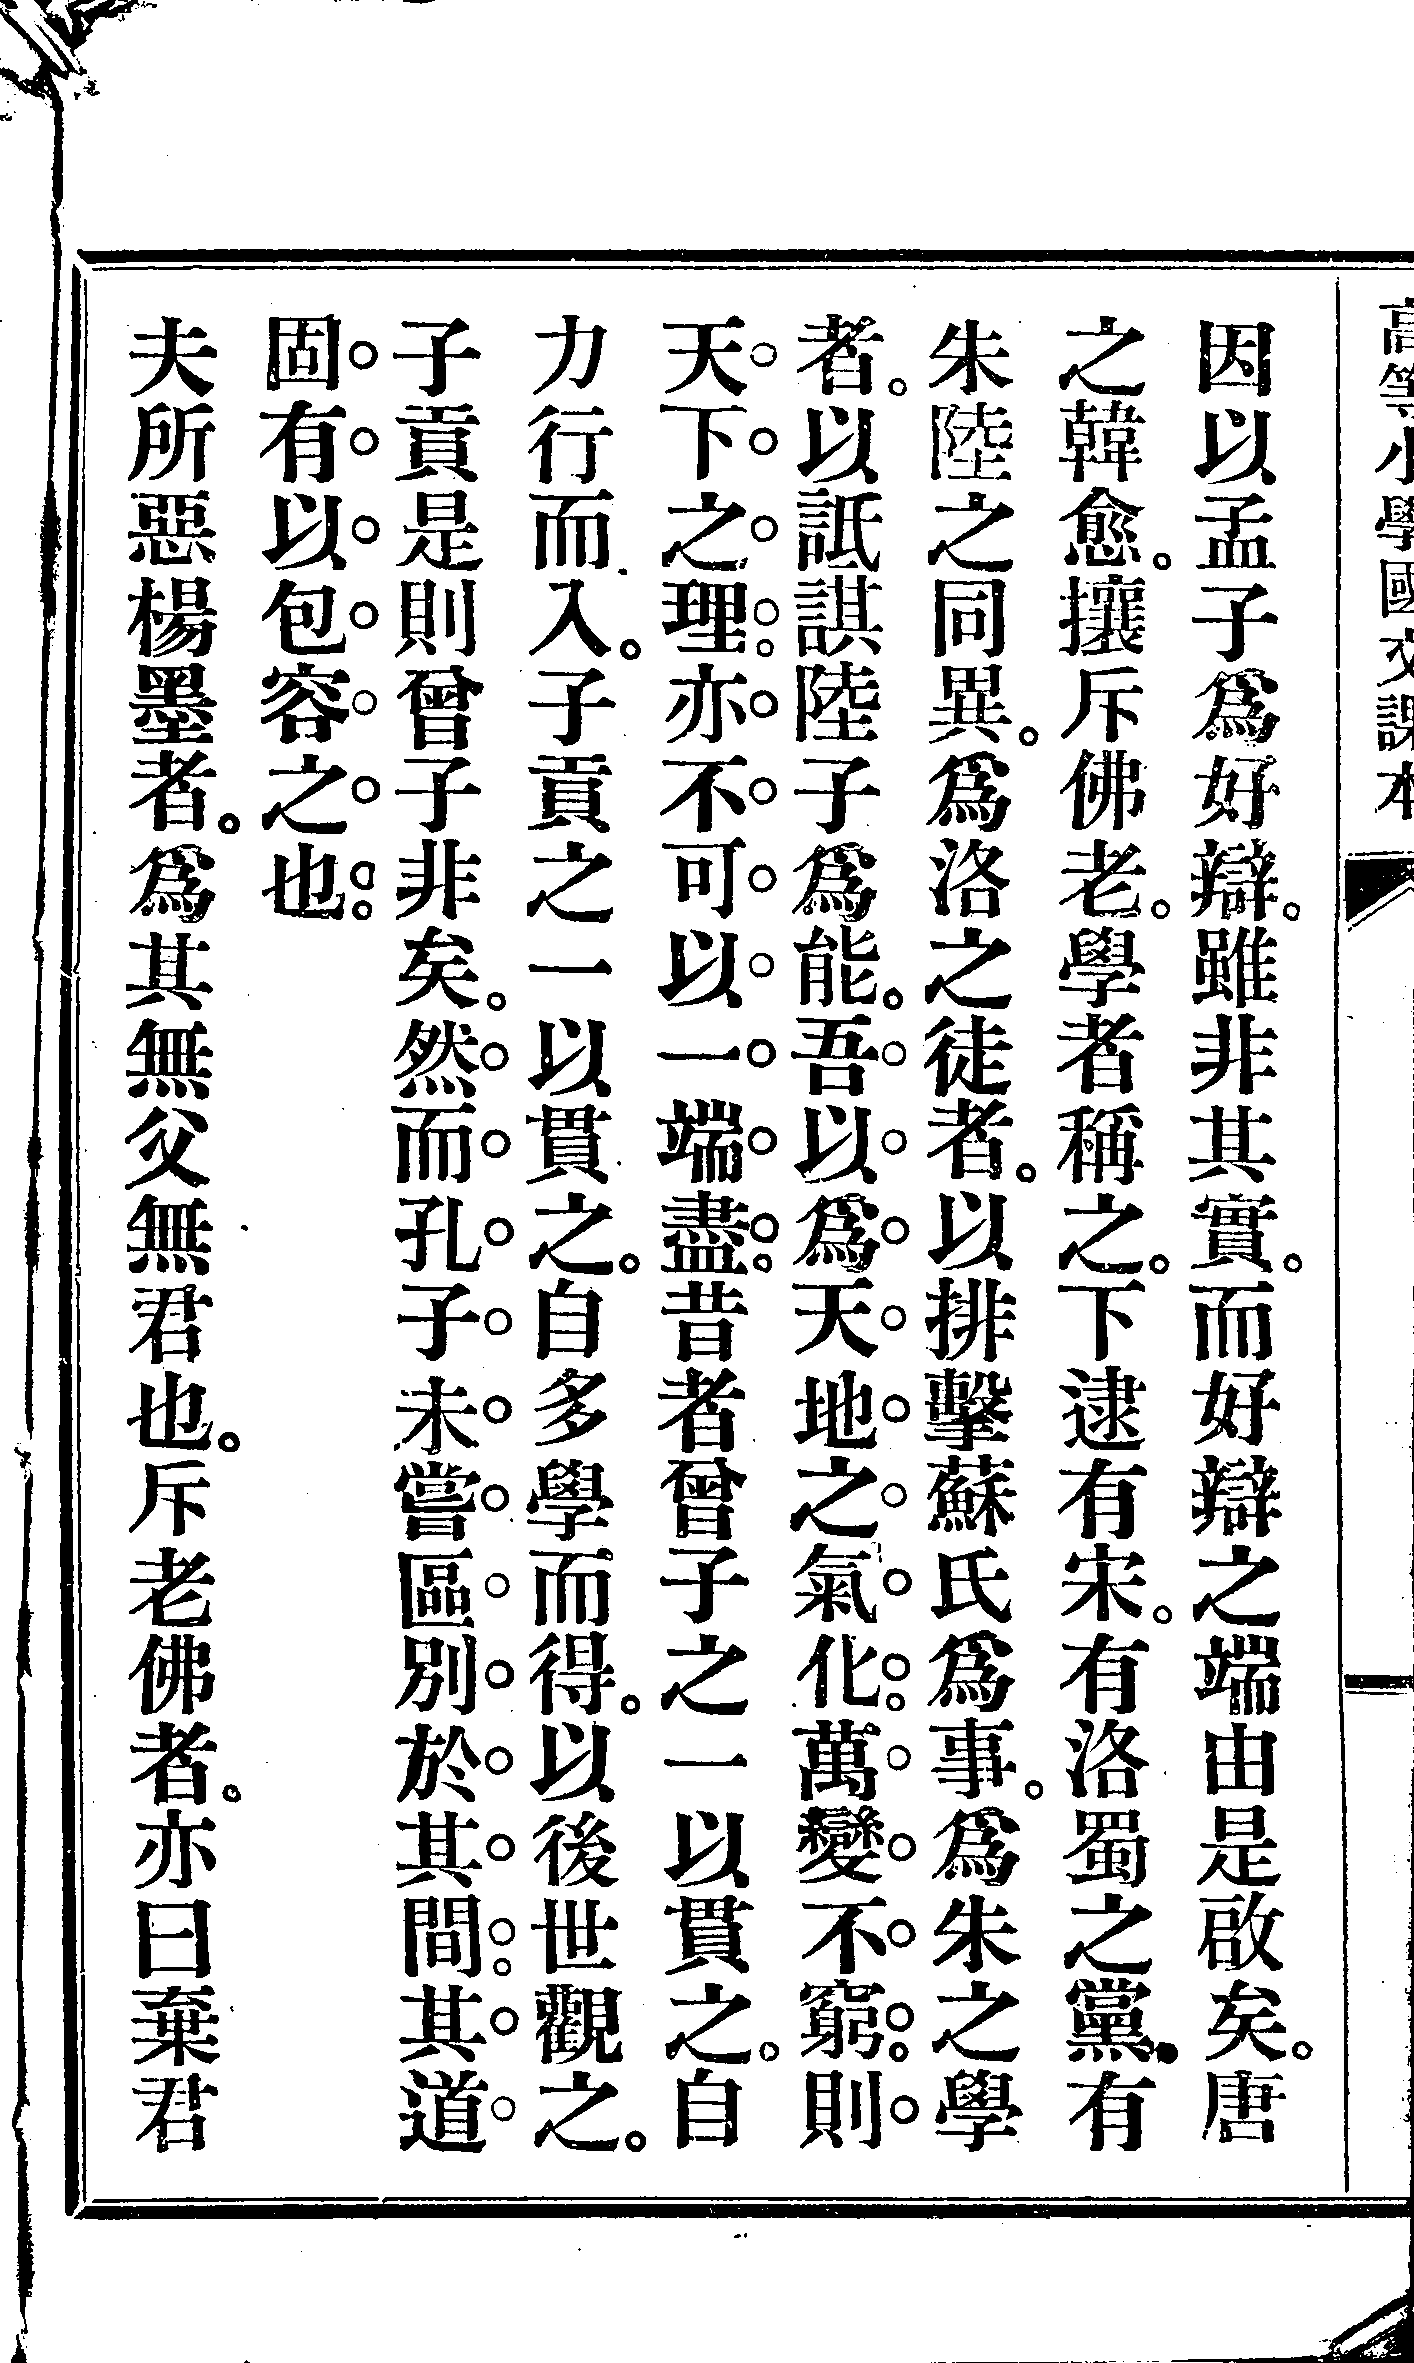 高等小學國文課本
因以孟子爲好辯。雖非其實。而好辯之端由是啟矣。唐
之韓愈。攘斥佛老。學者稱之。下逮有宋。有洛蜀之黨。有
朱陸之同異。爲洛之徒者。以排擊蘇氏爲事。爲朱之學
者。以詆諆陸子爲能。吾以爲天地之氣化。萬變不窮。則
天下之理。亦不可以一端盡。昔者曾子之一以貫之。自
力行而入。子貢之一以貫之。自多學而得。以後世觀之。
子貢是則曾子非矣。然而孔子未嘗區別於其間。其道
固有以包容之也。
夫所惡楊墨者。爲其無父無君也。斥老佛者。亦曰棄君